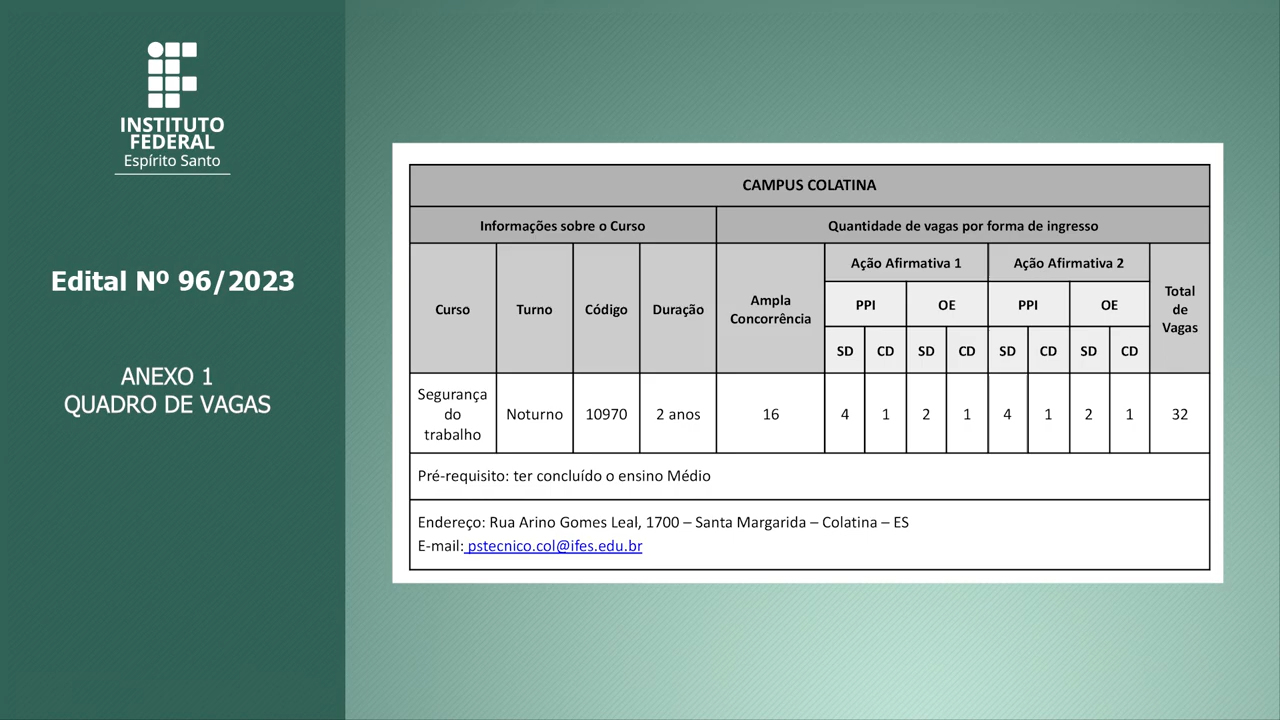 INSTITUTO
FEDERAL
Espírito Santo
Edital Nº 96/2023
ANEXO 1
QUADRO DE VAGAS
CAMPUS COLATINA
Informações sobre o Curso
Quantidade de vagas por forma de ingresso
Curso
Turno
Código
Duração
Ampla
Concorrência
Ação Afirmativa 1
Ação Afirmativa 2
Total
de
Vagas
PPI
OE
PPI
OE
SD
CD
SD
CD
SD
CD
SD
CD
Segurança
do
trabalho
Noturno
10970
2 anos
16
4
1
2
1
4
1
2
1
32
Pré-requisito: ter concluído o ensino Médio
Endereço: Rua Arino Gomes Leal, 1700 – Santa Margarida – Colatina – ES
E-mail: pstecnico.col@ifes.edu.br